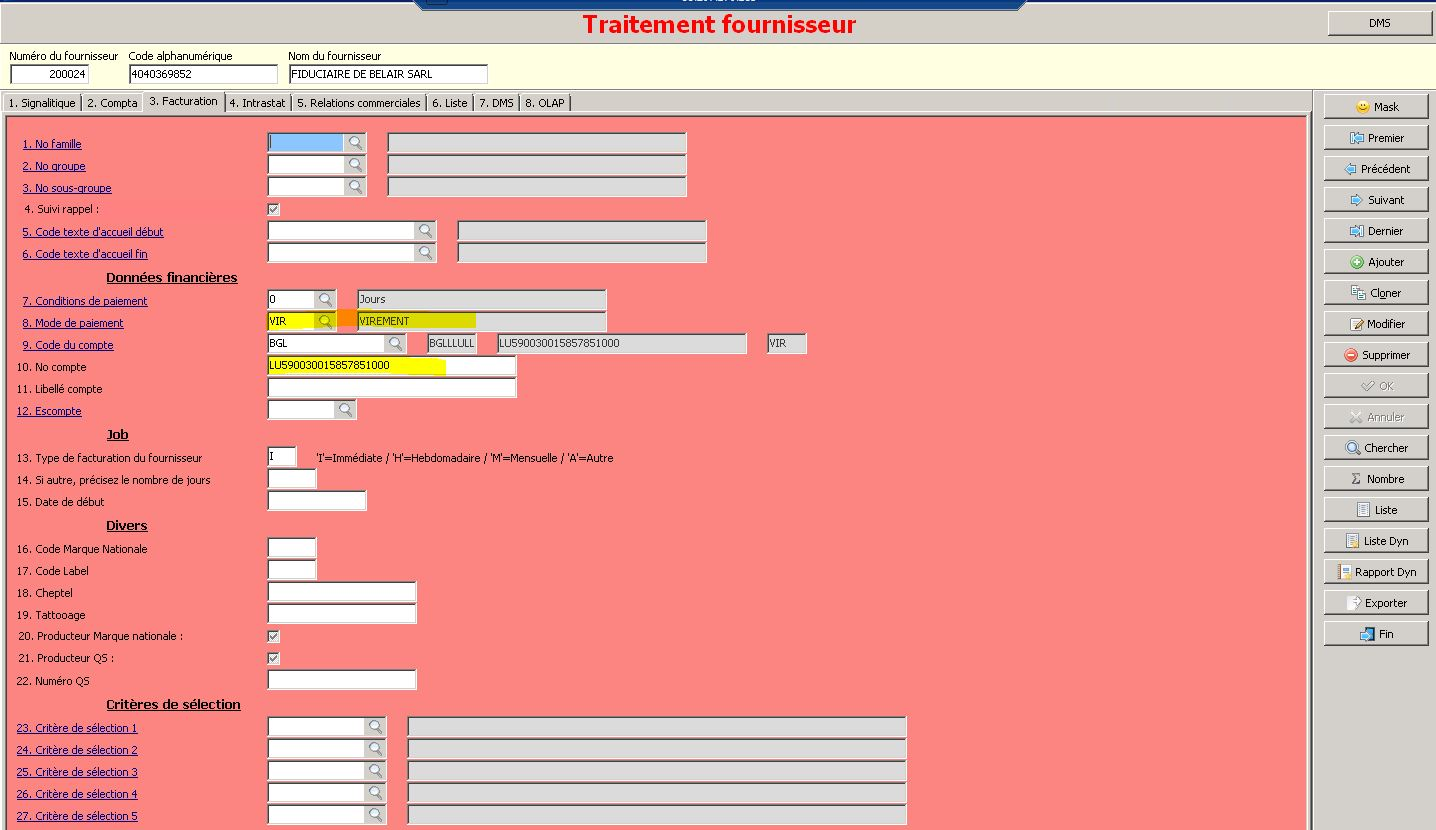 Traitement fournisseur
DMS
Numéro du fournisseur Code alphanumérique Nom du fournisseur
200024 4040369852 FIDUCIAIRE DE BELAIR SARL
1. Signalitique 2. Compta 3. Facturation 4. Intrastat 5. Relations commerciales 6. Liste 7. DMS 8. OLAP
1. No famille
2. No groupe
3. No sous-groupe
4. Suivi rappel :
5. Code texte d'accueil début
6. Code texte d'accueil fin
Données financières
7. Conditions de paiement 0 Jours
8. Mode de paiement VIR VIREMENT
9. Code du compte BGL BGLLLULL LU590030015857851000 VIR
10. No compte LU590030015857851000
11. Libellé compte
12. Escompte
Job
13. Type de facturation du fournisseur I 'I'=Immédiate / 'H'=Hebdomadaire / 'M'=Mensuelle / 'A'=Autre
14. Si autre, précisez le nombre de jours
15. Date de début
Divers
16. Code Marque Nationale
17. Code Label
18. Cheptel
19. Tattooage
20. Producteur Marque nationale :
21. Producteur QS :
22. Numéro QS
Critères de sélection
23. Critère de sélection 1
24. Critère de sélection 2
25. Critère de sélection 3
26. Critère de sélection 4
27. Critère de sélection 5
Mask
Premier
Précédent
Suivant
Dernier
Ajouter
Cloner
Modifier
Supprimer
OK
Annuler
Chercher
Nombre
Liste
Liste Dyn
Rapport Dyn
Exporter
Fin